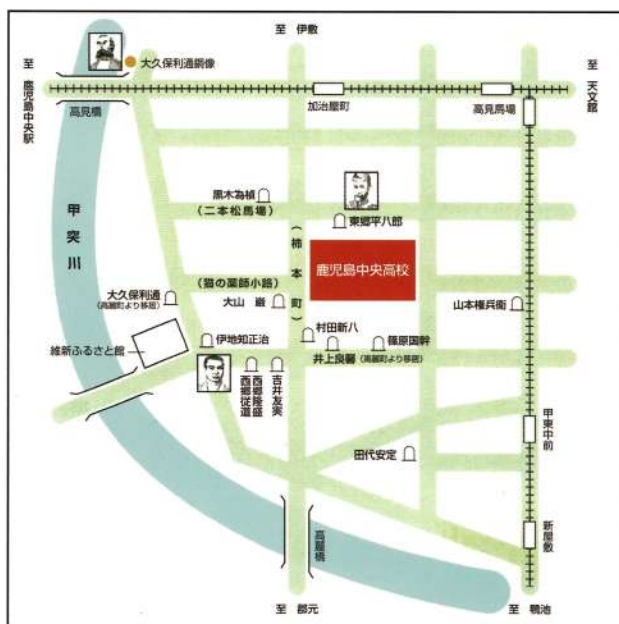 至 伊敷
至 鹿児島中央駅
大久保利通銅像
至 天文館
高見橋
加治屋町
高見馬場
黒木為楨
(二本松馬場)
東郷平八郎
甲突川
(柿本町)
鹿児島中央高校
(猫の薬師小路)
大久保利通
(高麗町より移居)
大山 巌
山本権兵衛
維新ふるさと館
伊地知正治
村田新八
井上良馨
篠原国幹
(高麗町より移居)
西郷従道
西郷隆盛
吉井友実
甲東中前
田代安定
新屋敷
高麗橋
至 郡元
至 鴨池